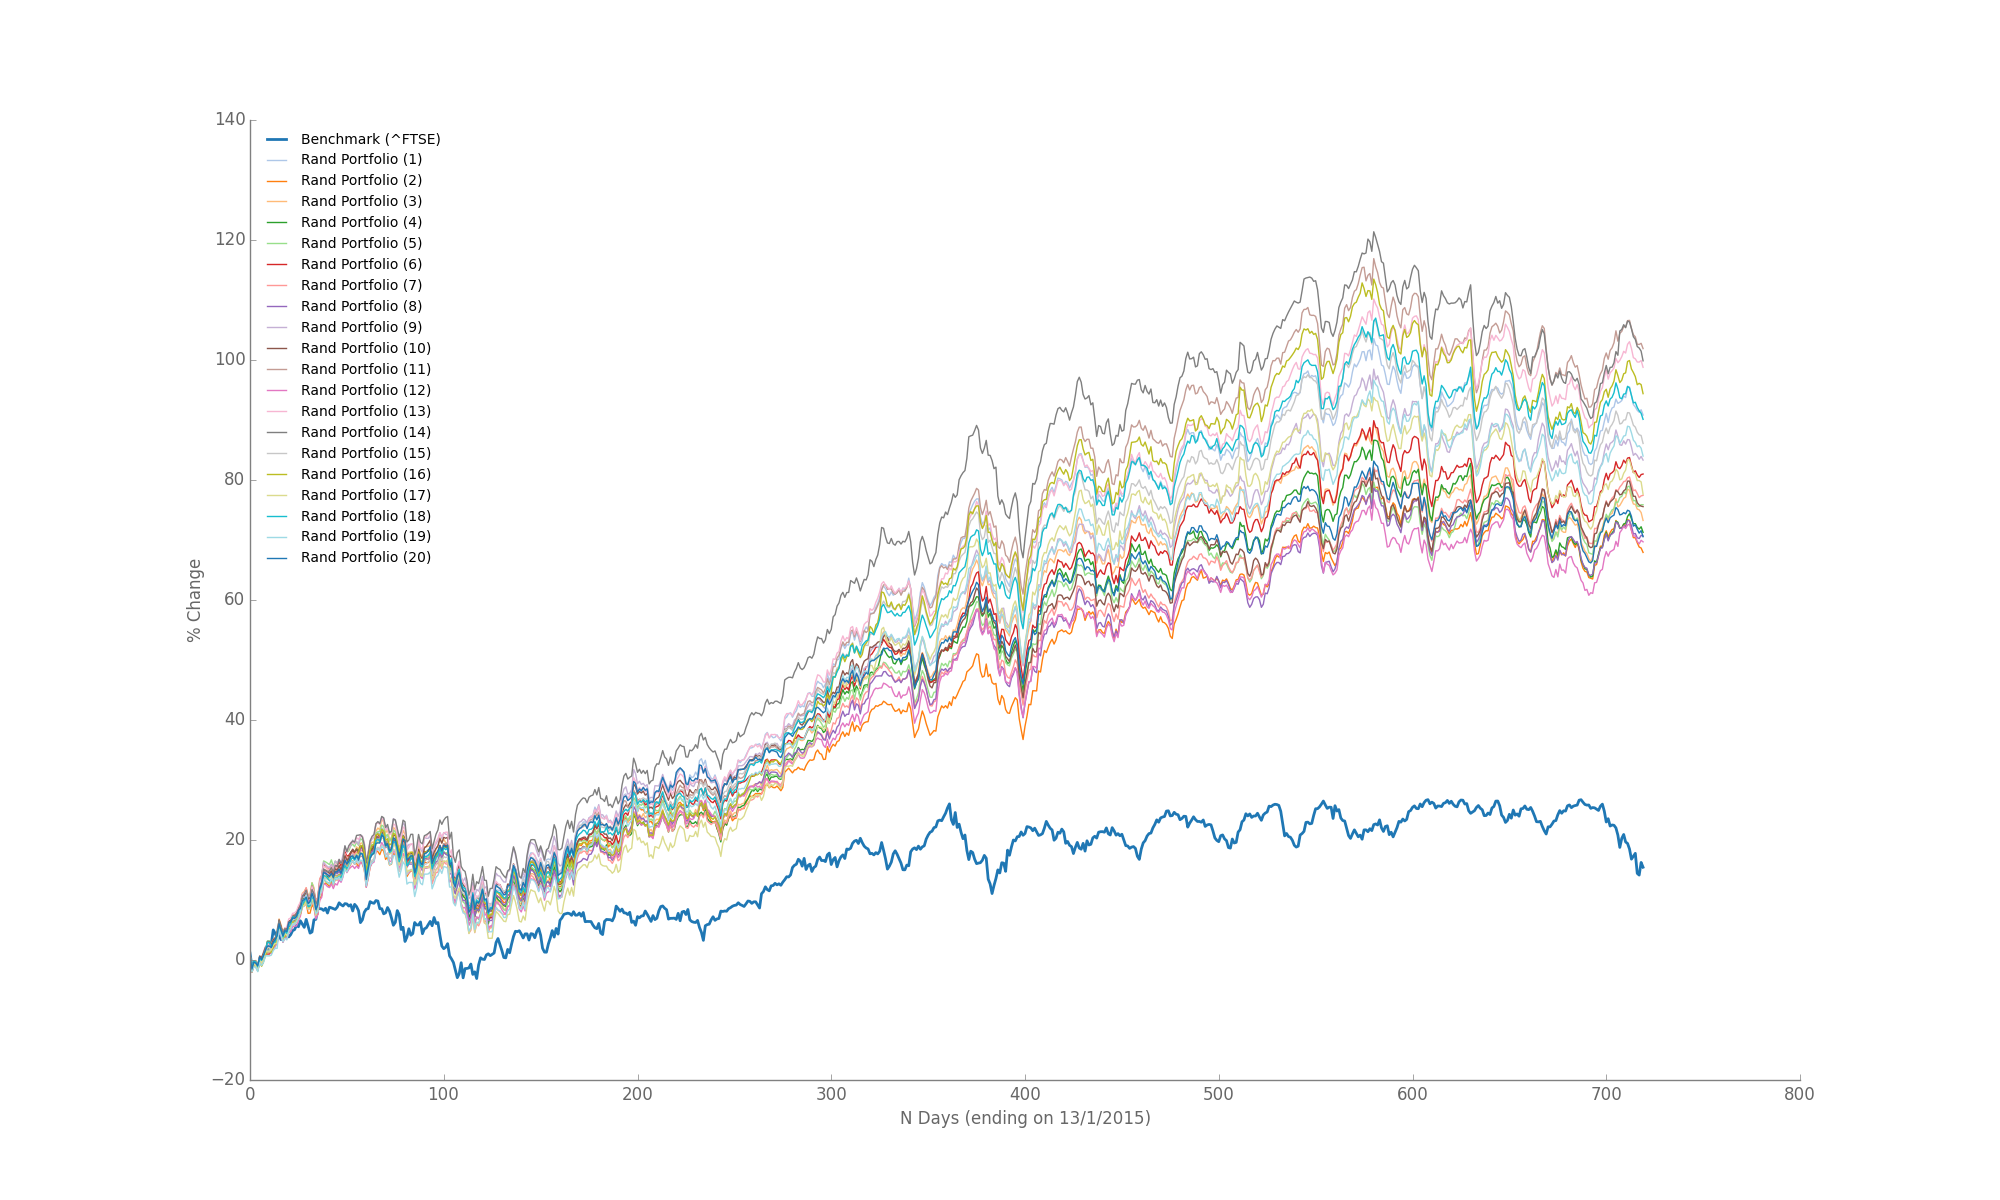 140
120
100
80
60
40
20
0
−20
% Change
Benchmark (^FTSE)
Rand Portfolio (1)
Rand Portfolio (2)
Rand Portfolio (3)
Rand Portfolio (4)
Rand Portfolio (5)
Rand Portfolio (6)
Rand Portfolio (7)
Rand Portfolio (8)
Rand Portfolio (9)
Rand Portfolio (10)
Rand Portfolio (11)
Rand Portfolio (12)
Rand Portfolio (13)
Rand Portfolio (14)
Rand Portfolio (15)
Rand Portfolio (16)
Rand Portfolio (17)
Rand Portfolio (18)
Rand Portfolio (19)
Rand Portfolio (20)
0 100 200 300 400 500 600 700 800
N Days (ending on 13/1/2015)